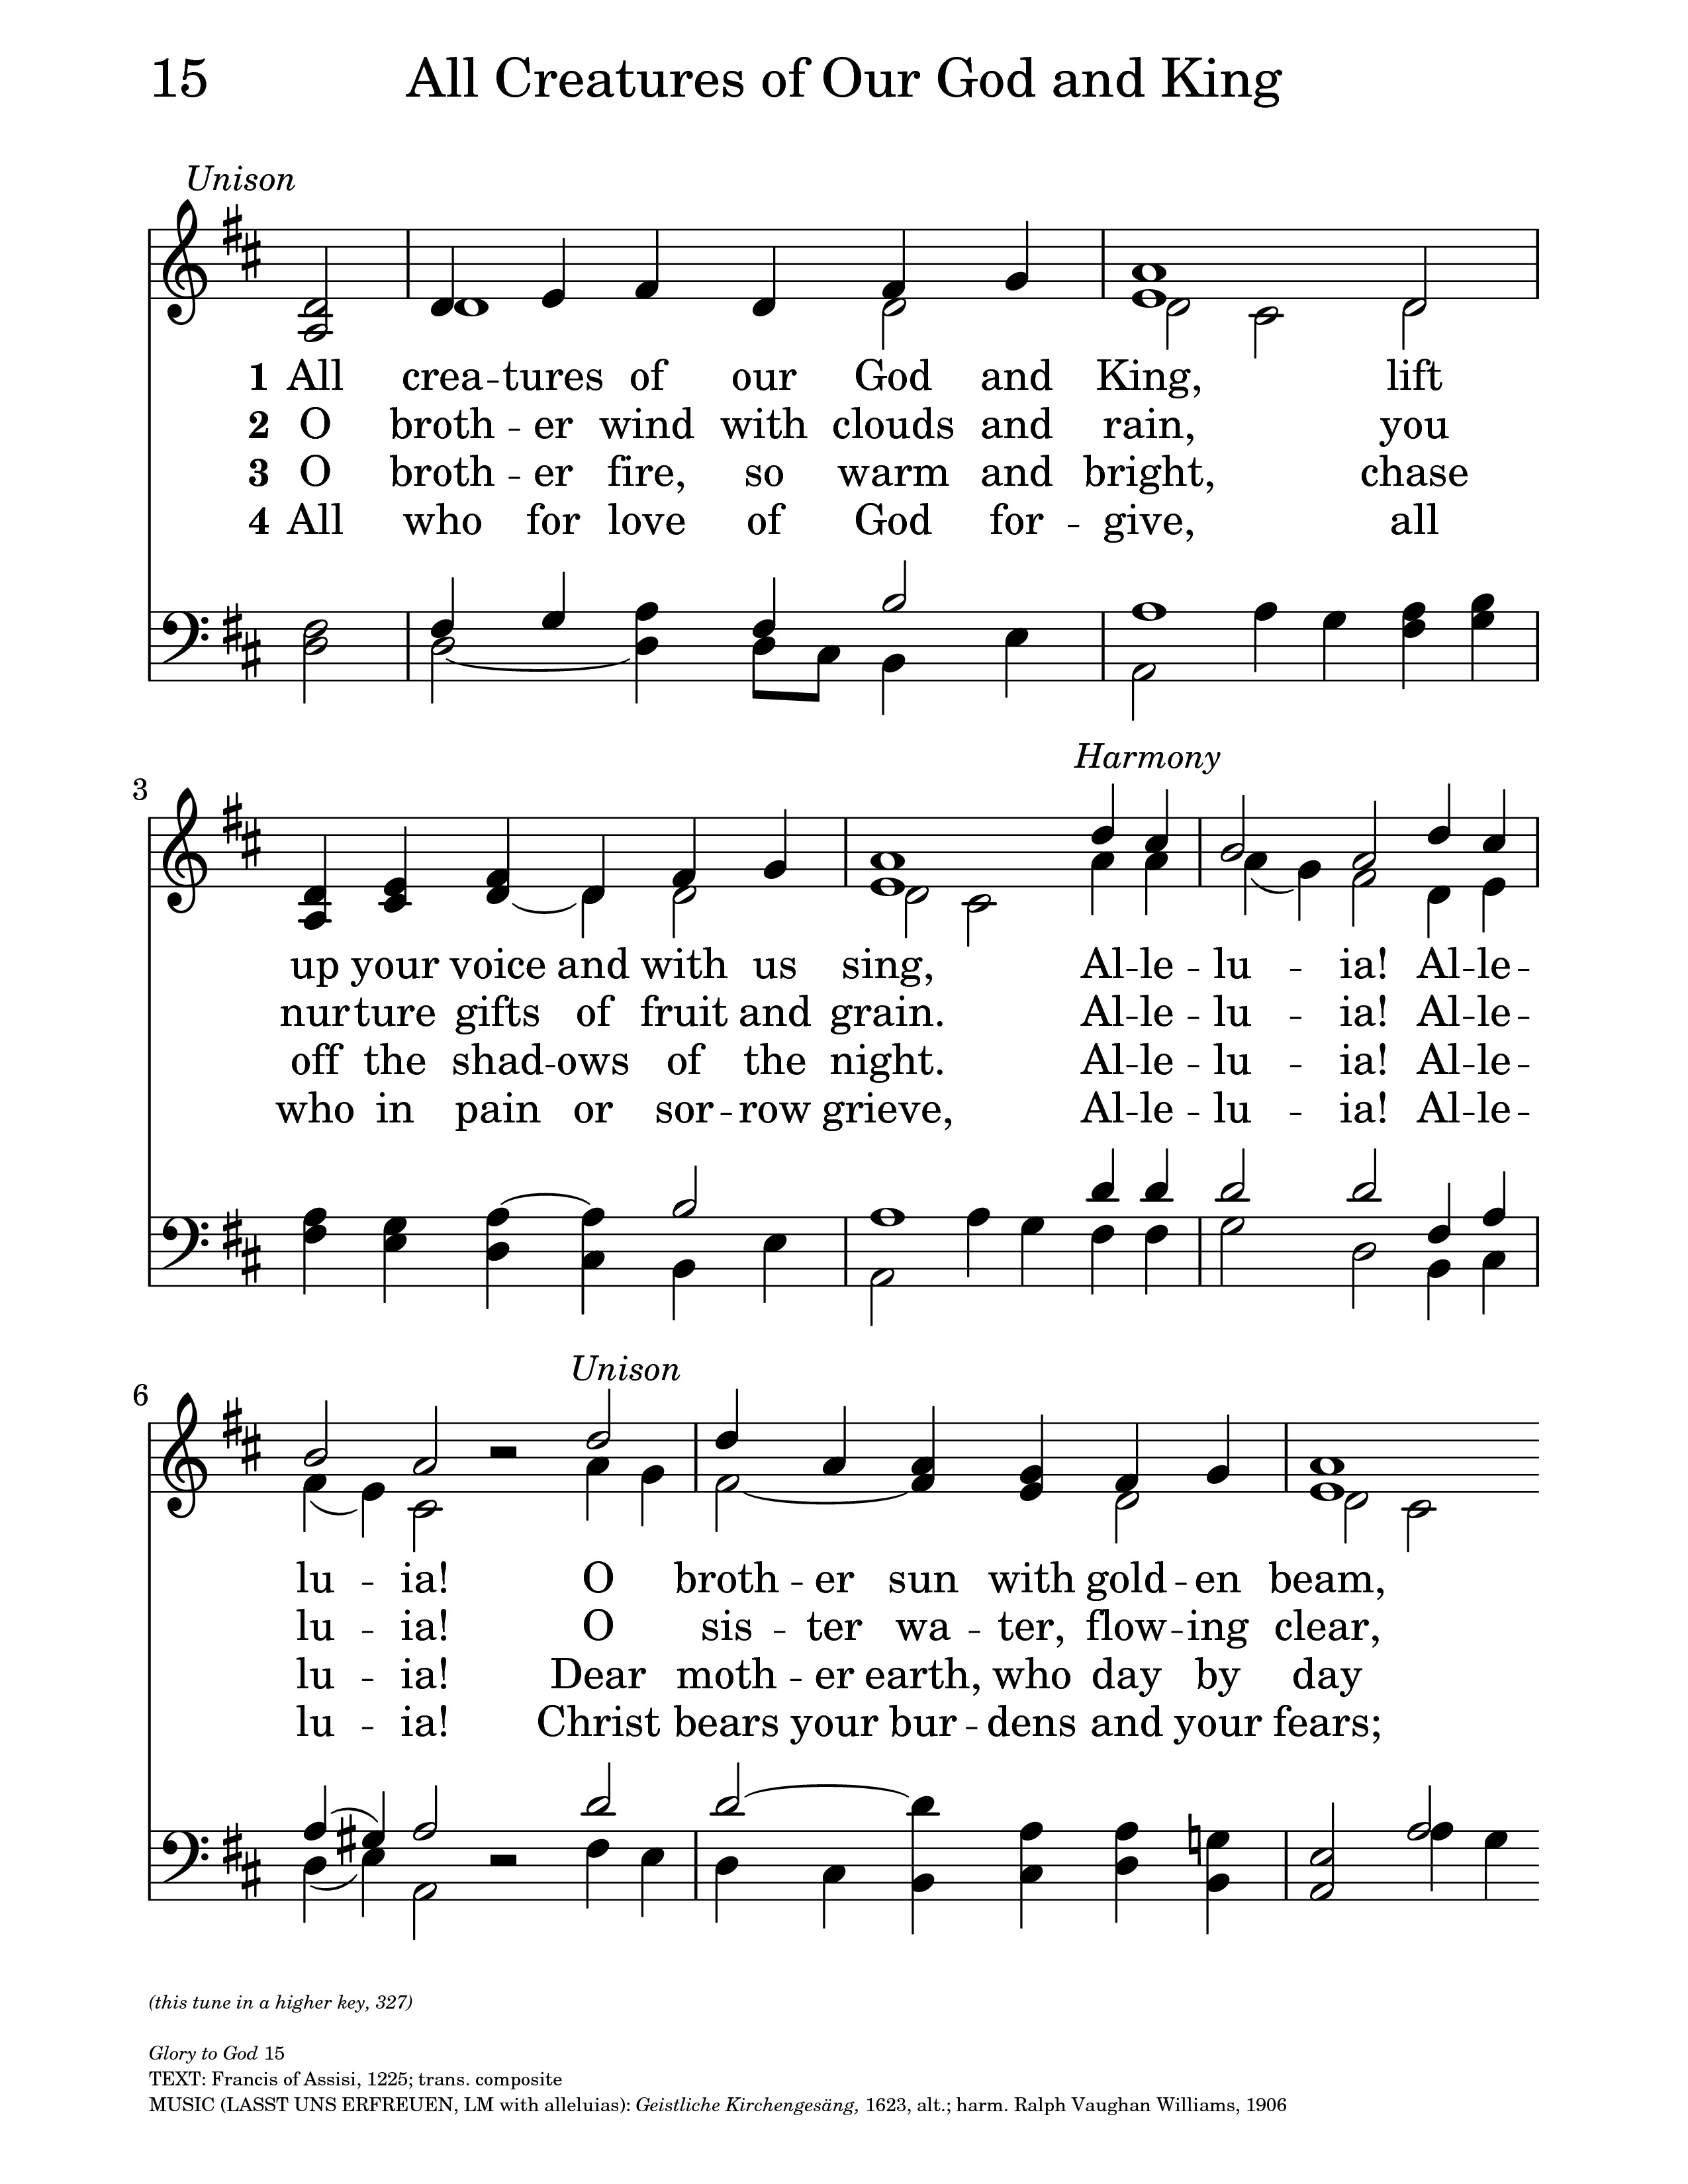 15 All Creatures of Our God and King
Unison
1 All crea -- tures of our God and King, lift
2 O broth -- er wind with clouds and rain, you
3 O broth -- er fire, so warm and bright, chase
4 All who for love of God for -- give, all
Harmony
3
up your voice and with us sing, Al -- le -- lu -- ia! Al -- le --
nur -- ture gifts of fruit and grain. Al -- le -- lu -- ia! Al -- le --
off the shad -- ows of the night. Al -- le -- lu -- ia! Al -- le --
who in pain or sor -- row grieve, Al -- le -- lu -- ia! Al -- le --
Unison
6
lu -- ia! O broth -- er sun with gold -- en beam,
lu -- ia! O sis -- ter wa -- ter, flow -- ing clear,
lu -- ia! Dear moth -- er earth, who day by day
lu -- ia! Christ bears your bur -- dens and your fears;
(this tune in a higher key, 327)
Glory to God 15
TEXT: Francis of Assisi, 1225; trans. composite
MUSIC (LASST UNS ERFREUEN, LM with alleluias): Geistliche Kirchengesäng, 1623, alt.; harm. Ralph Vaughan Williams, 1906